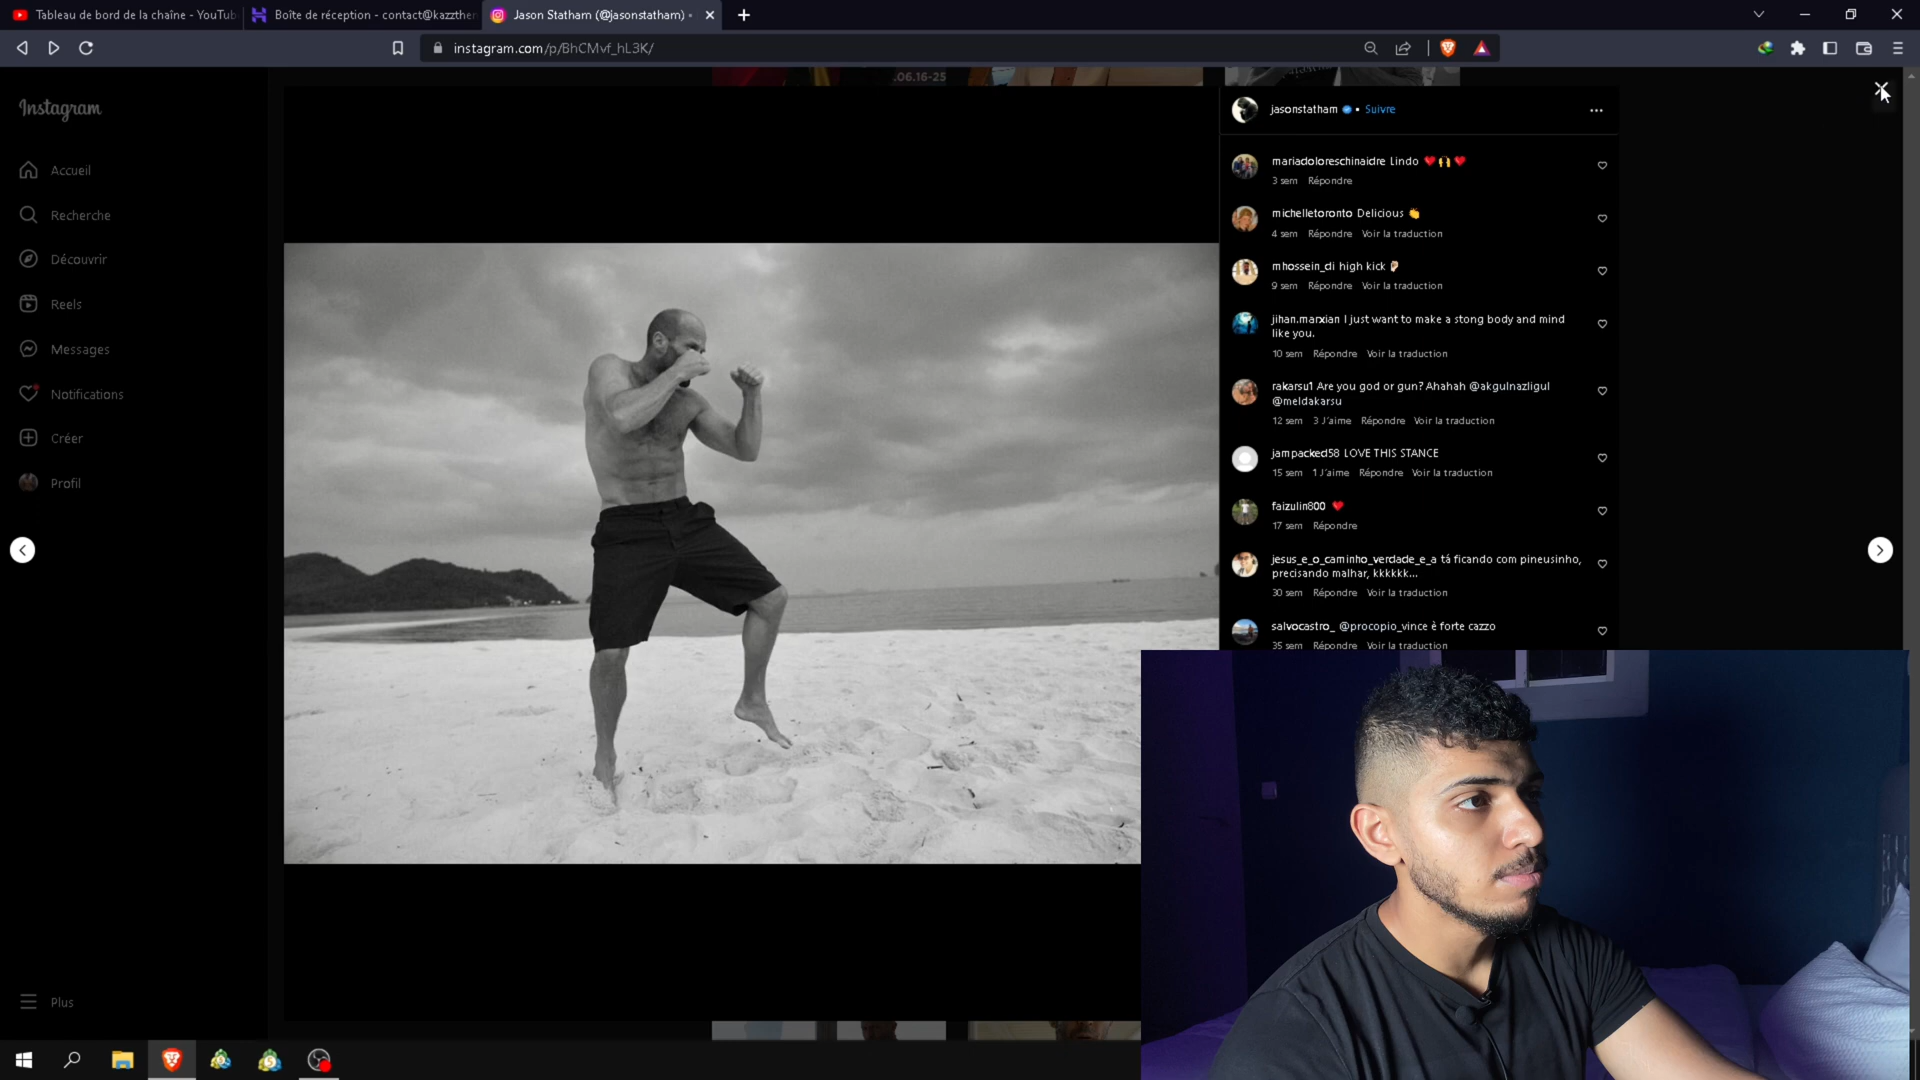 Tableau de bord de la chaîne - YouTub
Boîte de réception - contact@kazzthen
Jason Statham (@jasonstatham) •
instagram.com/p/BhCMvf_hL3K/
.06.16-25
Instagram
Accueil
Recherche
Découvrir
Reels
Messages
Notifications
Créer
Profil
Plus
jasonstatham • Suivre
mariadoloreschinaidre Lindo ❤️🙌❤️
3 sem Répondre
michelletoronto Delicious 👏
4 sem Répondre Voir la traduction
mhossein_di high kick 👂🏻
9 sem Répondre Voir la traduction
jihan.marxian I just want to make a stong body and mind
like you.
10 sem Répondre Voir la traduction
rakarsu1 Are you god or gun? Ahahah @akgulnazligul
@meldakarsu
12 sem 3 J'aime Répondre Voir la traduction
jampacked58 LOVE THIS STANCE
15 sem 1 J'aime Répondre Voir la traduction
faizulin800 ❤️
17 sem Répondre
jesus_e_o_caminho_verdade_e_a tá ficando com pineusinho,
precisando malhar, kkkkkk...
30 sem Répondre Voir la traduction
salvocastro_ @procopio_vince è forte cazzo
35 sem Répondre Voir la traduction